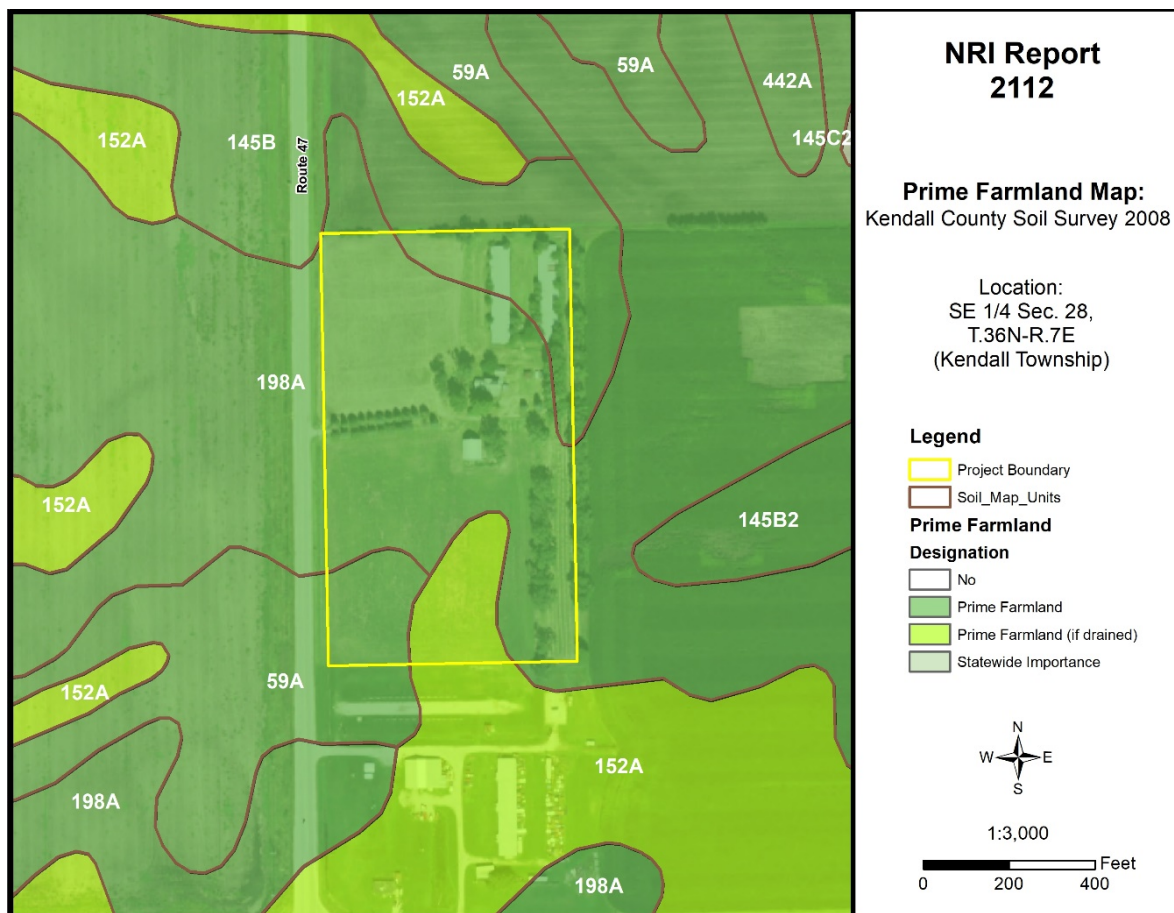 NRI Report
2112
Prime Farmland Map:
Kendall County Soil Survey 2008
Location:
SE 1/4 Sec. 28,
T.36N-R.7E
(Kendall Township)
Legend
Project Boundary
Soil_Map_Units
Prime Farmland
Designation
No
Prime Farmland
Prime Farmland (if drained)
Statewide Importance
N
W E
S
1:3,000
Feet
0 200 400
59A
59A
442A
152A
152A
145B
145C2
Route 47
198A
152A
145B2
59A
152A
152A
198A
198A